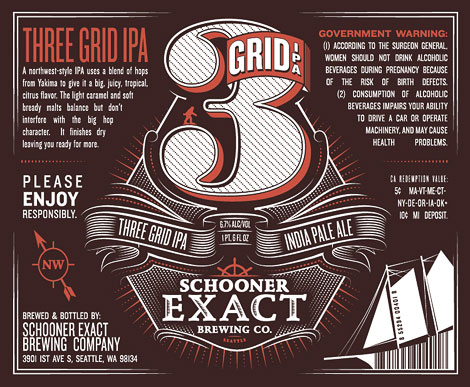 THREE GRID IPA
A northwest-style IPA uses a blend of hops
from Yakima to give it a big, juicy, tropical,
citrus flavor. The light caramel and soft
bready malts balance but don't
interfere with the big hop
character. It finishes dry
leaving you ready for more.
PLEASE
ENJOY
RESPONSIBLY.
NW
BREWED & BOTTLED BY:
SCHOONER EXACT
BREWING COMPANY
3901 1ST AVE S, SEATTLE, WA 98134
3
GRID
IPA
THREE GRID IPA
6.7% ALC/VOL
1 PT. 6 FL OZ
INDIA PALE ALE
SCHOONER
EXACT
BREWING CO.
SEATTLE
GOVERNMENT WARNING:
(1) ACCORDING TO THE SURGEON GENERAL,
WOMEN SHOULD NOT DRINK ALCOHOLIC
BEVERAGES DURING PREGNANCY BECAUSE
OF THE RISK OF BIRTH DEFECTS.
(2) CONSUMPTION OF ALCOHOLIC
BEVERAGES IMPAIRS YOUR ABILITY
TO DRIVE A CAR OR OPERATE
MACHINERY, AND MAY CAUSE
HEALTH PROBLEMS.
CA REDEMPTION VALUE:
5¢ MA-VT-ME-CT-
NY-DE-OR-IA-OK+
10¢ MI DEPOSIT.
8 55294 00401 8